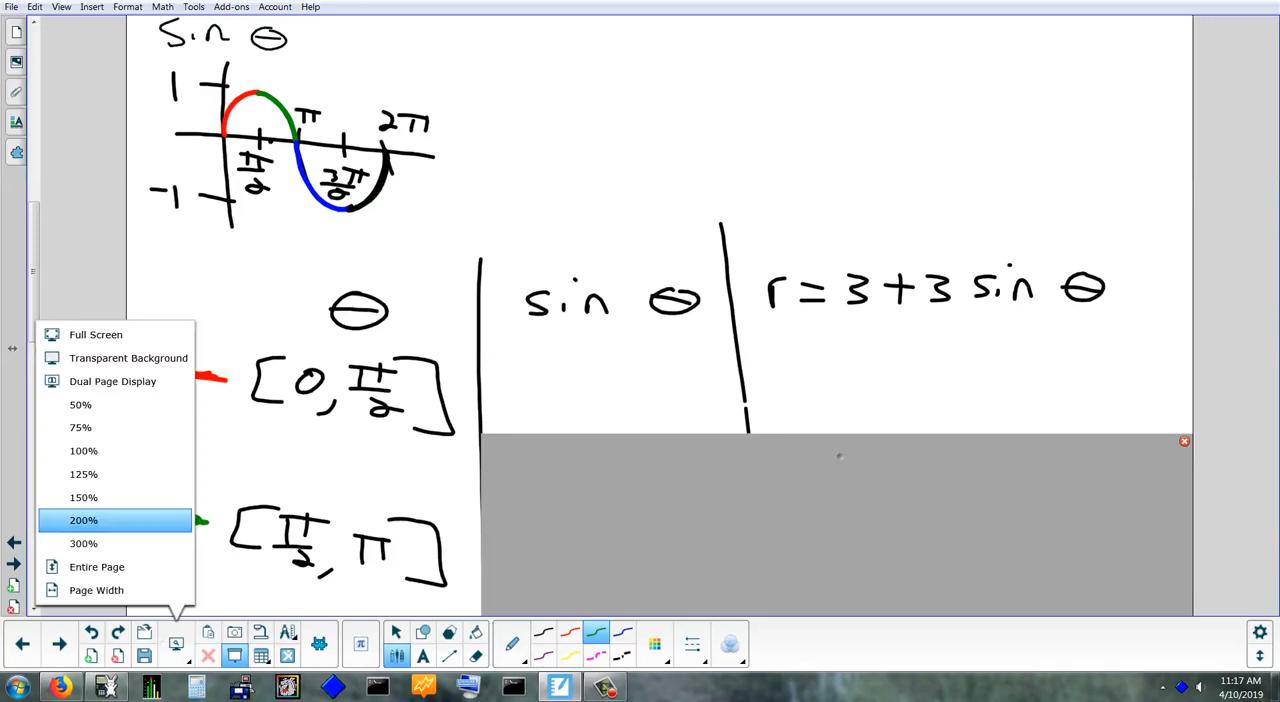 File Edit View Insert Format Math Tools Add-ons Account Help
sin θ
1
π
2π
π/2
3π/2
-1
θ
sin θ
r = 3 + 3 sin θ
[0, π/2]
[π/2, π]
Full Screen
Transparent Background
Dual Page Display
50%
75%
100%
125%
150%
200%
300%
Entire Page
Page Width
π
A
11:17 AM
4/10/2019